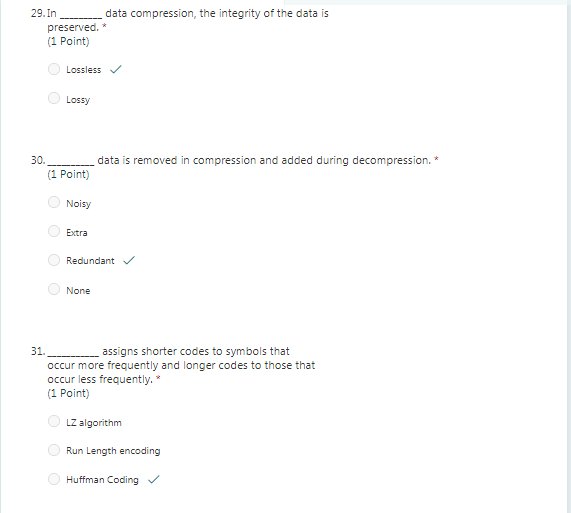 29. In ________ data compression, the integrity of the data is
preserved. *
(1 Point)
Lossless ✓
Lossy
30. _________ data is removed in compression and added during decompression. *
(1 Point)
Noisy
Extra
Redundant ✓
None
31. __________ assigns shorter codes to symbols that
occur more frequently and longer codes to those that
occur less frequently. *
(1 Point)
LZ algorithm
Run Length encoding
Huffman Coding ✓